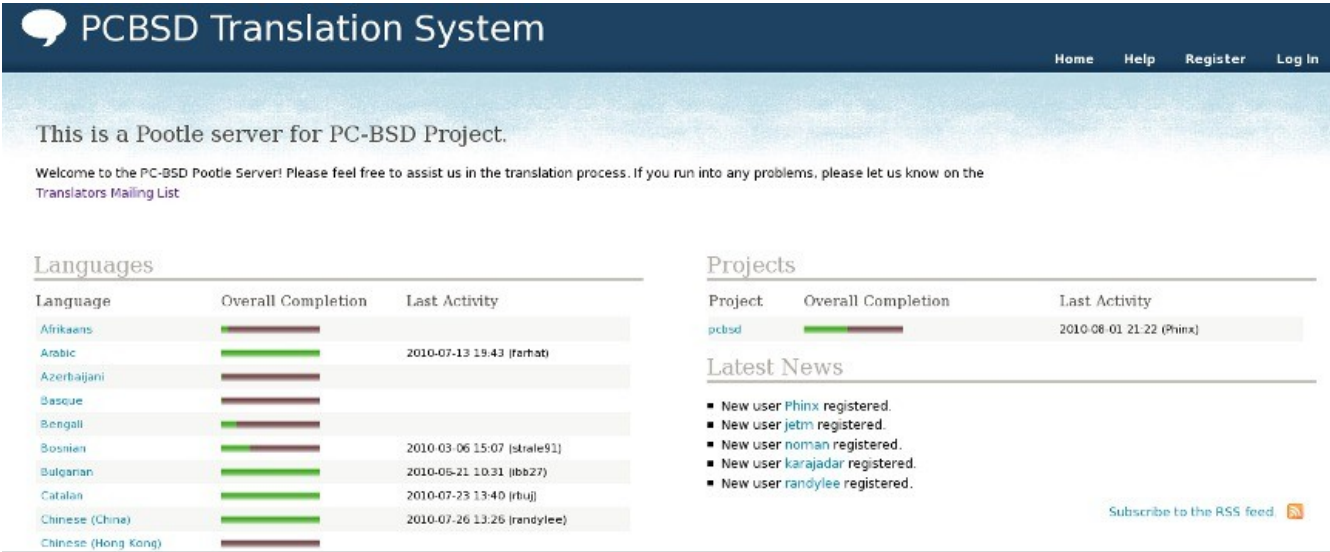 PCBSD Translation System
Home Help Register Log In
This is a Pootle server for PC-BSD Project.
Welcome to the PC-BSD Pootle Server! Please feel free to assist us in the translation process. If you run into any problems, please let us know on the
Translators Mailing List
Languages
Language Overall Completion Last Activity
Afrikaans
Arabic 2010-07-13 19:43 (farhat)
Azerbaijani
Basque
Bengali
Bosnian 2010-03-06 15:07 (strale91)
Bulgarian 2010-06-21 10:31 (ibb27)
Catalan 2010-07-23 13:40 (rbuj)
Chinese (China) 2010-07-26 13:26 (randylee)
Chinese (Hong Kong)
Projects
Project Overall Completion Last Activity
pcbsd 2010-08-01 21:22 (Phinx)
Latest News
New user Phinx registered.
New user jetm registered.
New user noman registered.
New user karajadar registered.
New user randylee registered.
Subscribe to the RSS feed.